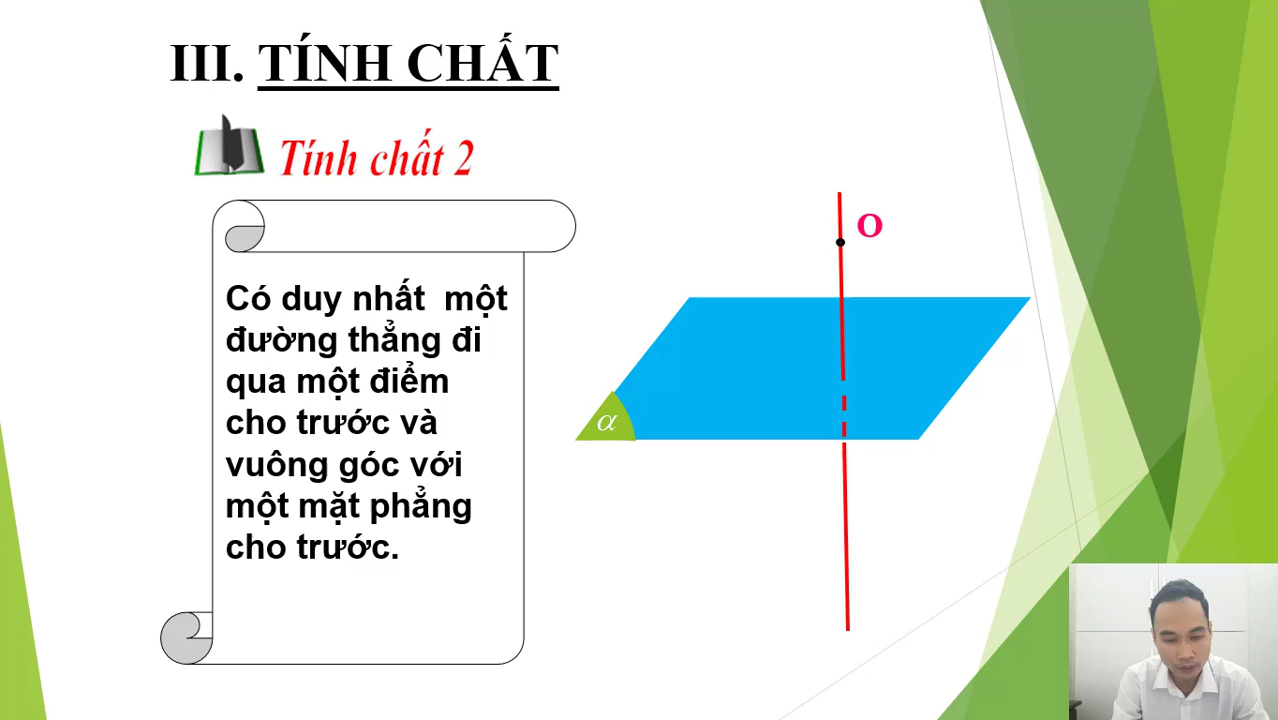 III. TÍNH CHẤT
Tính chất 2
O
Có duy nhất một
đường thẳng đi
qua một điểm
cho trước và
vuông góc với
một mặt phẳng
cho trước.
α